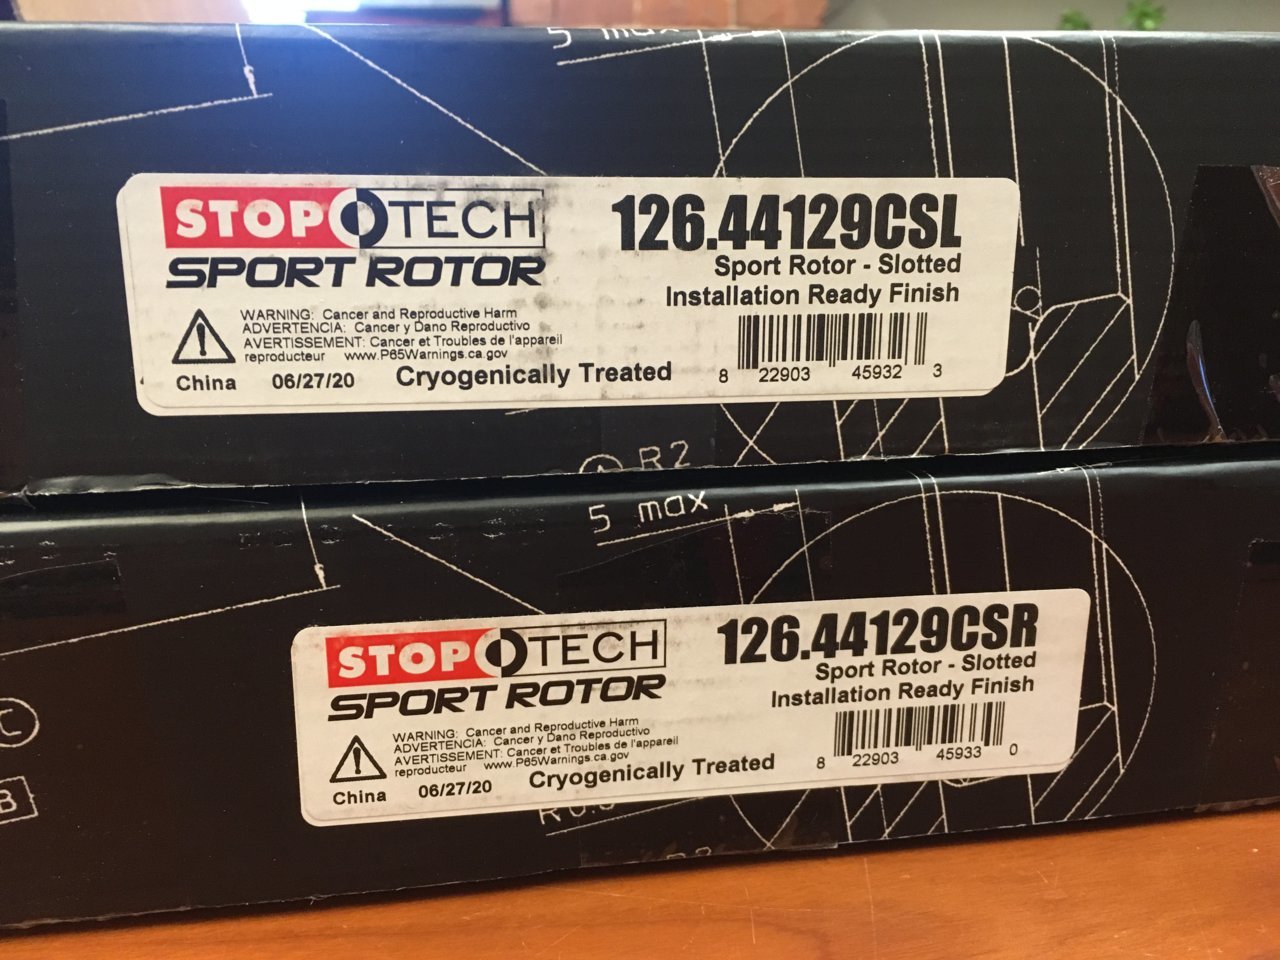 5 max
STOPTECH
SPORT ROTOR
126.44129CSL
Sport Rotor - Slotted
Installation Ready Finish
WARNING: Cancer and Reproductive Harm
ADVERTENCIA: Cancer y Dano Reproductivo
AVERTISSEMENT: Cancer et Troubles de l'appareil
reproducteur www.P65Warnings.ca.gov
China 06/27/20 Cryogenically Treated
8 22903 45932 3
R2
5 max
STOPTECH
SPORT ROTOR
126.44129CSR
Sport Rotor - Slotted
Installation Ready Finish
WARNING: Cancer and Reproductive Harm
ADVERTENCIA: Cancer y Dano Reproductivo
AVERTISSEMENT: Cancer et Troubles de l'appareil
reproducteur www.P65Warnings.ca.gov
China 06/27/20 Cryogenically Treated
8 22903 45933 0
C
B